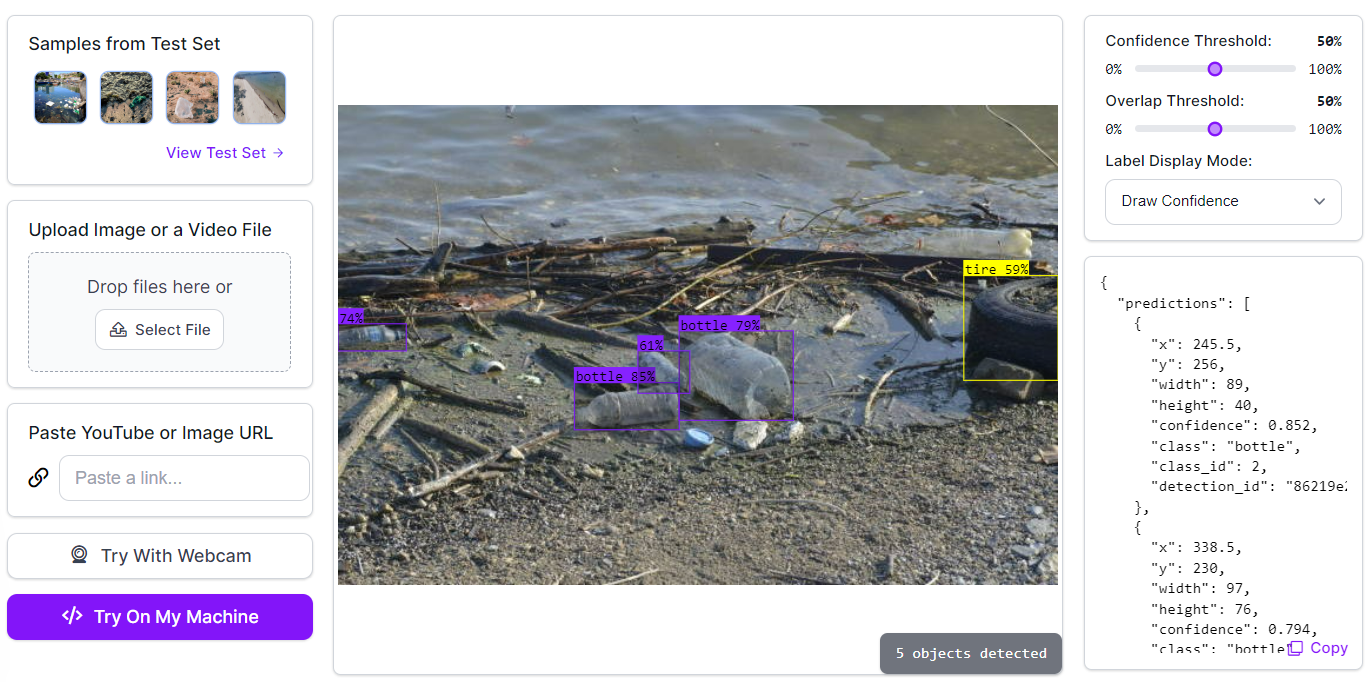 Samples from Test Set
View Test Set →
Upload Image or a Video File
Drop files here or
Select File
Paste YouTube or Image URL
Paste a link...
Try With Webcam
</> Try On My Machine
74%
61%
bottle 85%
bottle 79%
tire 59%
5 objects detected
Confidence Threshold: 50%
0% 100%
Overlap Threshold: 50%
0% 100%
Label Display Mode:
Draw Confidence
{
"predictions": [
{
"x": 245.5,
"y": 256,
"width": 89,
"height": 40,
"confidence": 0.852,
"class": "bottle",
"class_id": 2,
"detection_id": "86219e
},
{
"x": 338.5,
"y": 230,
"width": 97,
"height": 76,
"confidence": 0.794,
"class": "bottle
Copy